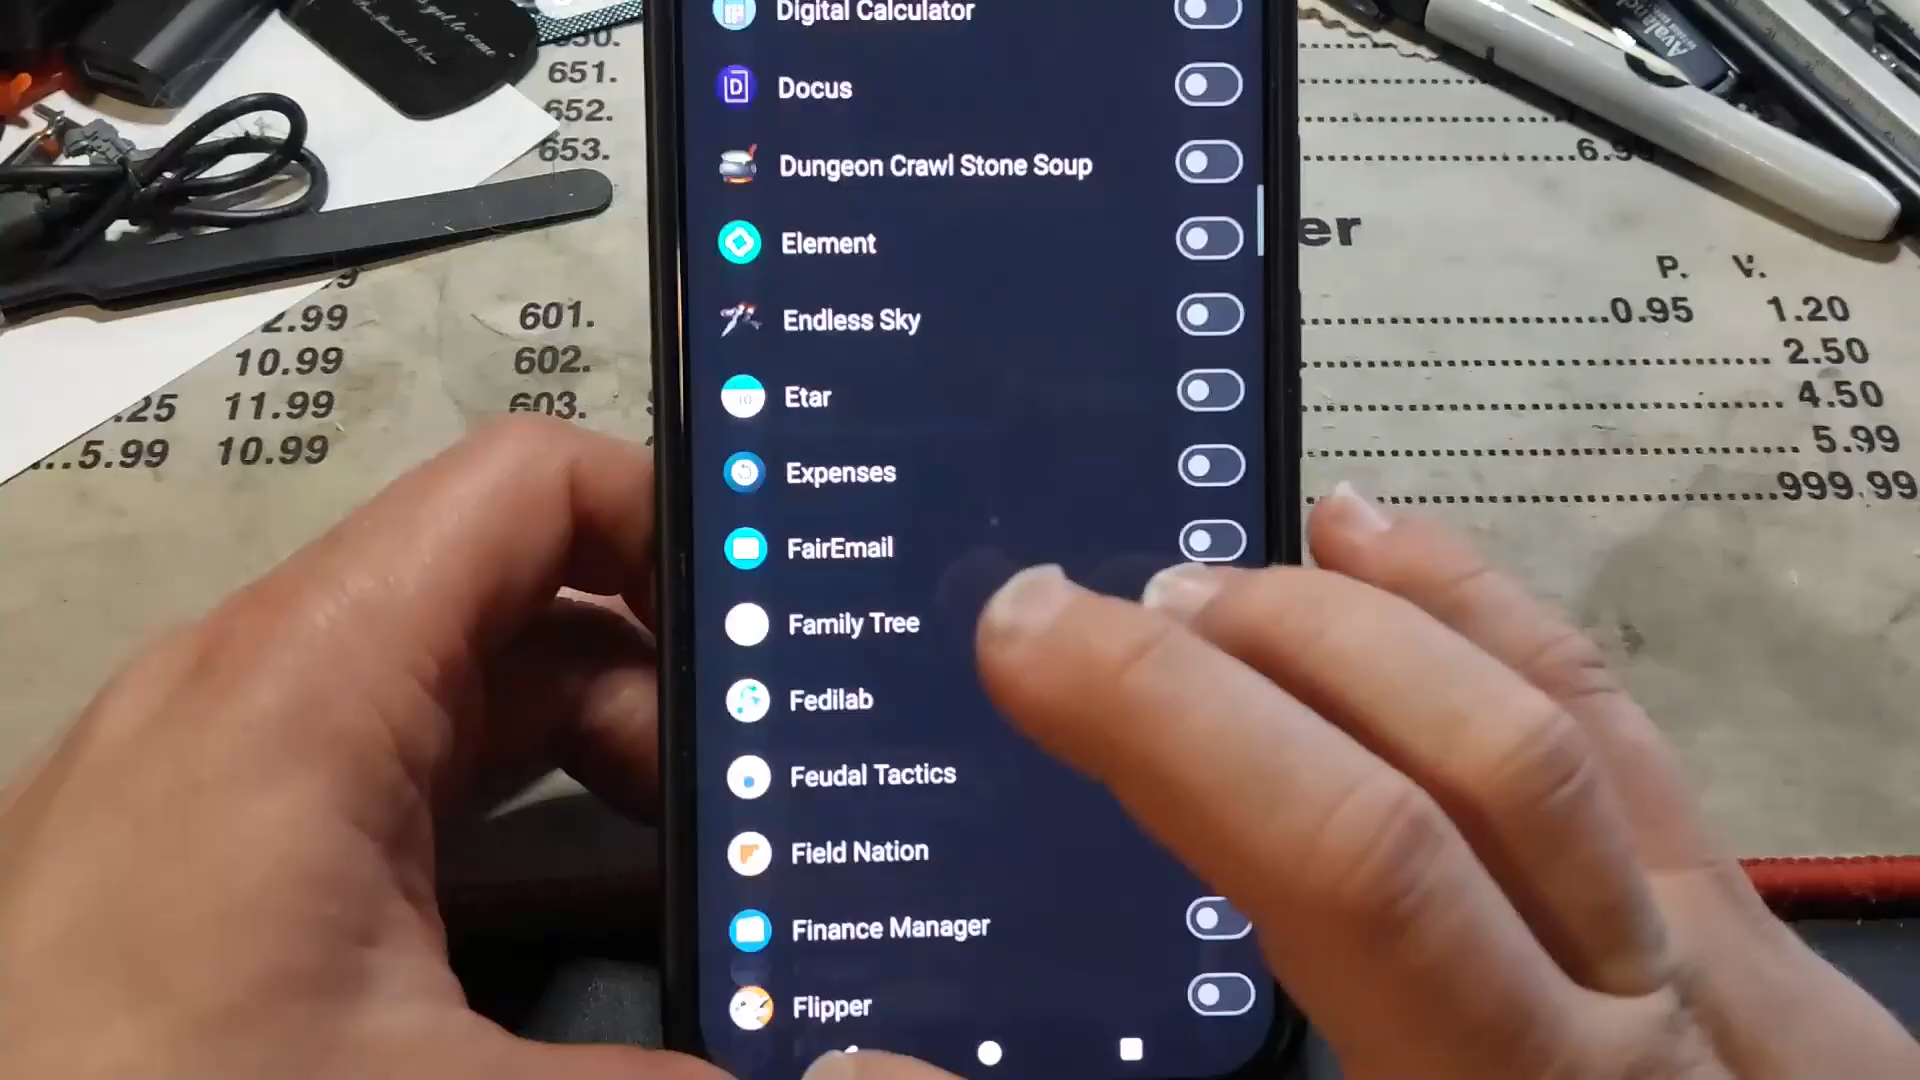 Digital Calculator
Docus
Dungeon Crawl Stone Soup
Element
Endless Sky
Etar
Expenses
FairEmail
Family Tree
Fedilab
Feudal Tactics
Field Nation
Finance Manager
Flipper
650.
651.
652.
653.
2.99 601.
10.99 602.
.25 11.99 603.
...5.99 10.99
er
P. V.
0.95 1.20
2.50
4.50
5.99
999.99